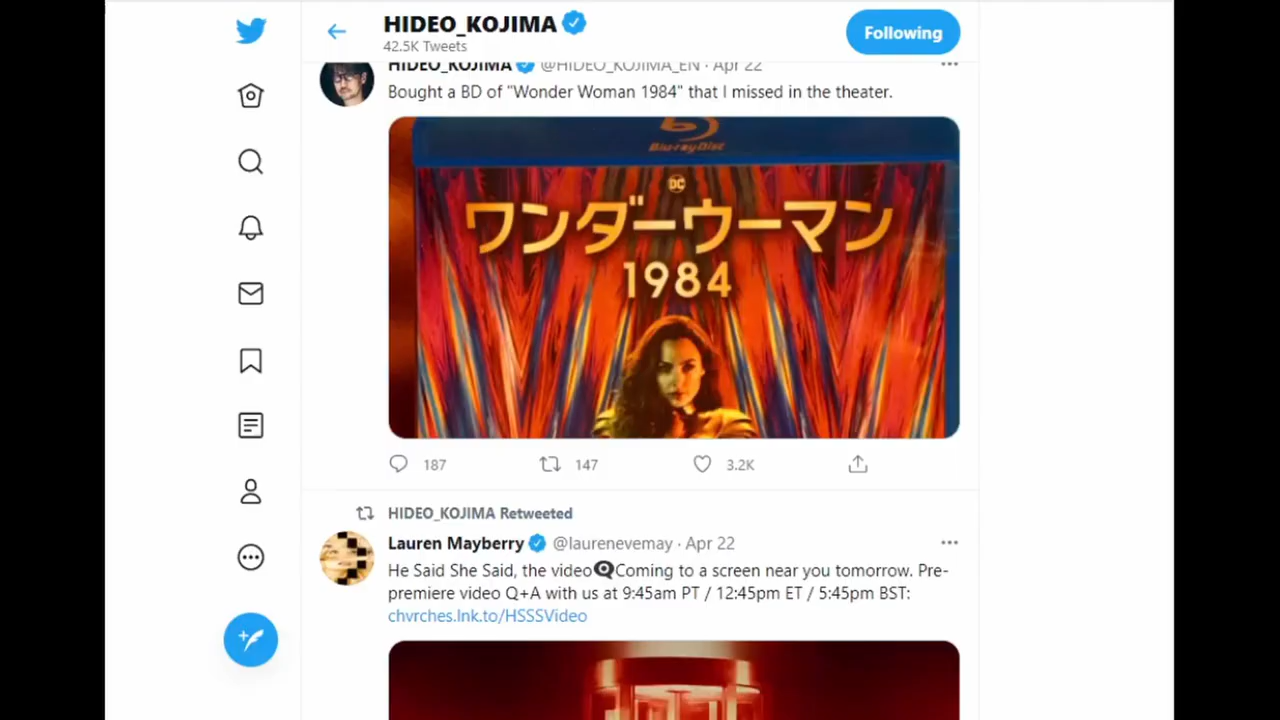 HIDEO_KOJIMA
42.5K Tweets
Following
HIDEO_KOJIMA @HIDEO_KOJIMA_EN · Apr 22
Bought a BD of "Wonder Woman 1984" that I missed in the theater.
Blu-ray Disc
DC
ワンダーウーマン
1984
187 147 3.2K
HIDEO_KOJIMA Retweeted
Lauren Mayberry @laurenevemay · Apr 22
He Said She Said, the video Coming to a screen near you tomorrow. Pre-
premiere video Q+A with us at 9:45am PT / 12:45pm ET / 5:45pm BST:
chvrches.lnk.to/HSSSVideo